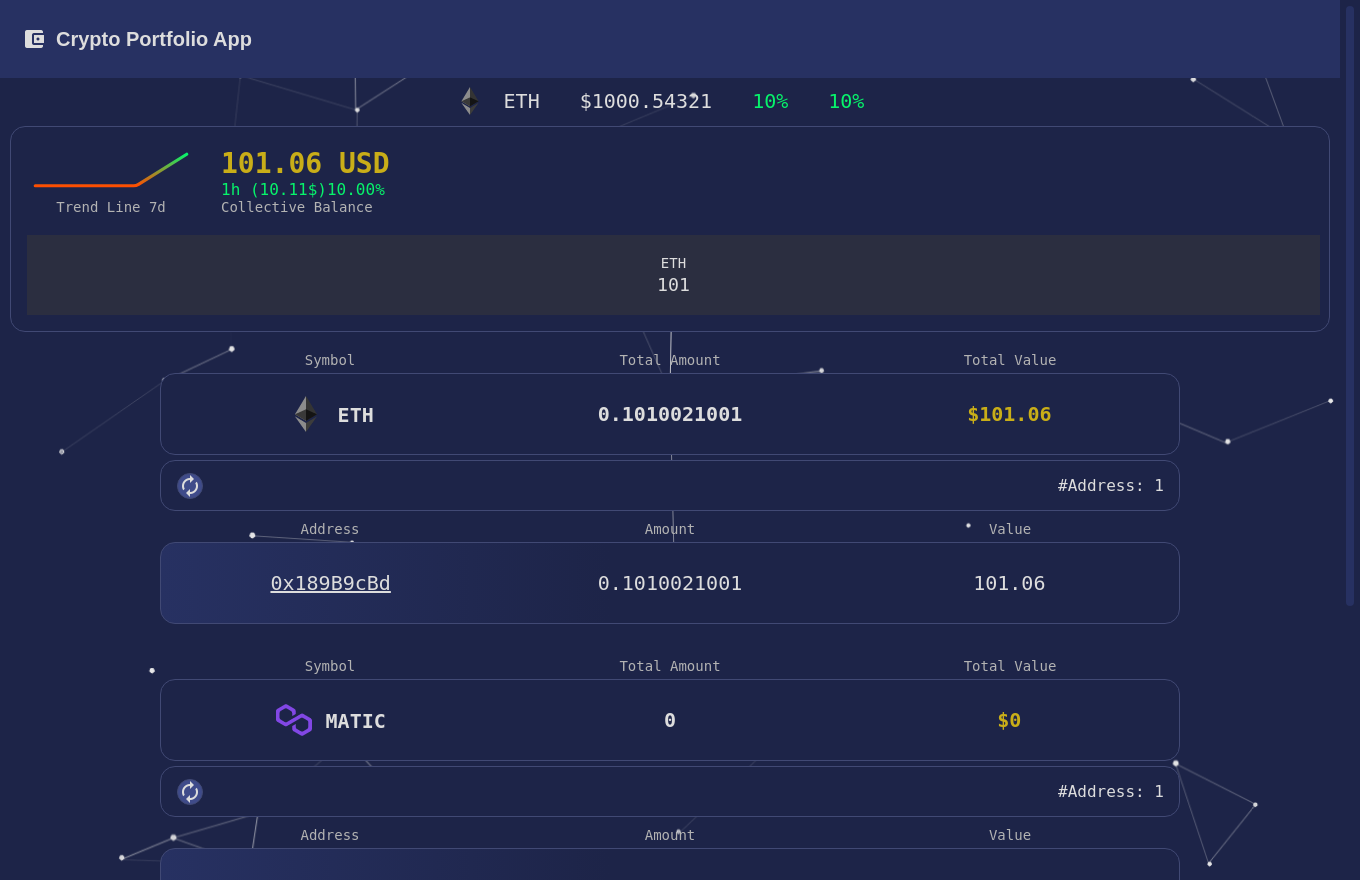 Crypto Portfolio App
ETH $1000.54321 10% 10%
101.06 USD
1h (10.11$)10.00%
Trend Line 7d Collective Balance
ETH
101
Symbol Total Amount Total Value
ETH 0.1010021001 $101.06
#Address: 1
Address Amount Value
0x189B9cBd 0.1010021001 101.06
Symbol Total Amount Total Value
MATIC 0 $0
#Address: 1
Address Amount Value